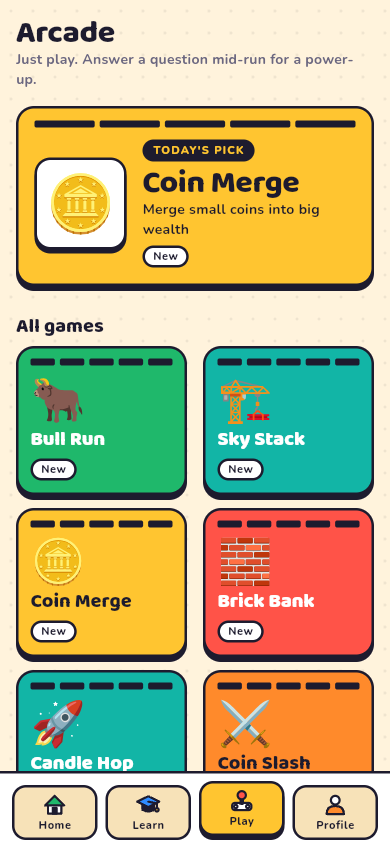 Arcade
Just play. Answer a question mid-run for a power-
up.
TODAY'S PICK
Coin Merge
Merge small coins into big
wealth
New
All games
Bull Run
New
Sky Stack
New
Coin Merge
New
Brick Bank
New
Candle Hop
Coin Slash
Home
Learn
Play
Profile